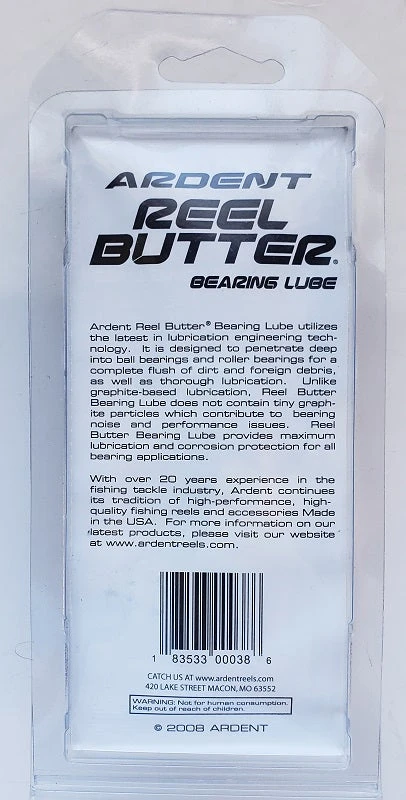 ARDENT
REEL
BUTTER®
BEARING LUBE
Ardent Reel Butter® Bearing Lube utilizes
the latest in lubrication engineering tech-
nology. It is designed to penetrate deep
into ball bearings and roller bearings for a
complete flush of dirt and foreign debris,
as well as thorough lubrication. Unlike
graphite-based lubrication, Reel Butter
Bearing Lube does not contain tiny graph-
ite particles which contribute to bearing
noise and performance issues. Reel
Butter Bearing Lube provides maximum
lubrication and corrosion protection for all
bearing applications.
With over 20 years experience in the
fishing tackle industry, Ardent continues
its tradition of high-performance, high-
quality fishing reels and accessories Made
in the USA. For more information on our
latest products, please visit our website
at www.ardentreels.com.
1 83533 00038 6
CATCH US AT www.ardentreels.com
420 LAKE STREET MACON, MO 63552
WARNING: Not for human consumption.
Keep out of reach of children.
© 2008 ARDENT